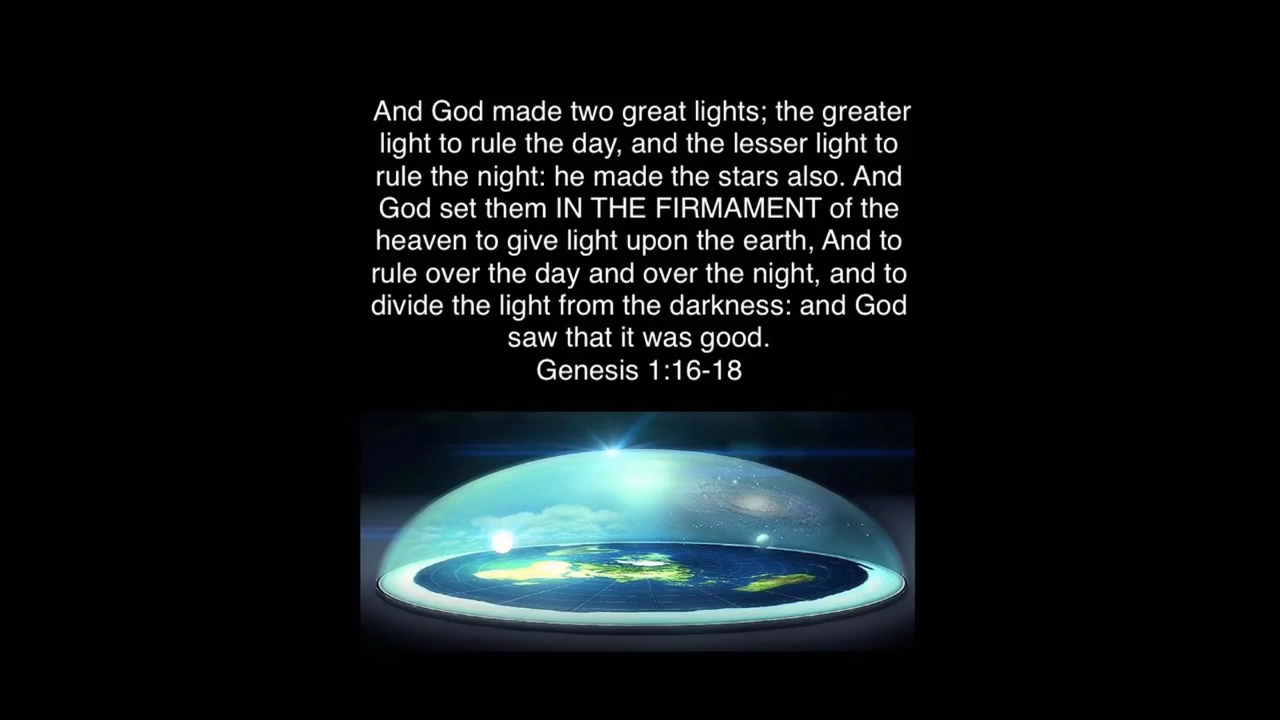 And God made two great lights; the greater
light to rule the day, and the lesser light to
rule the night: he made the stars also. And
God set them IN THE FIRMAMENT of the
heaven to give light upon the earth, And to
rule over the day and over the night, and to
divide the light from the darkness: and God
saw that it was good.
Genesis 1:16-18